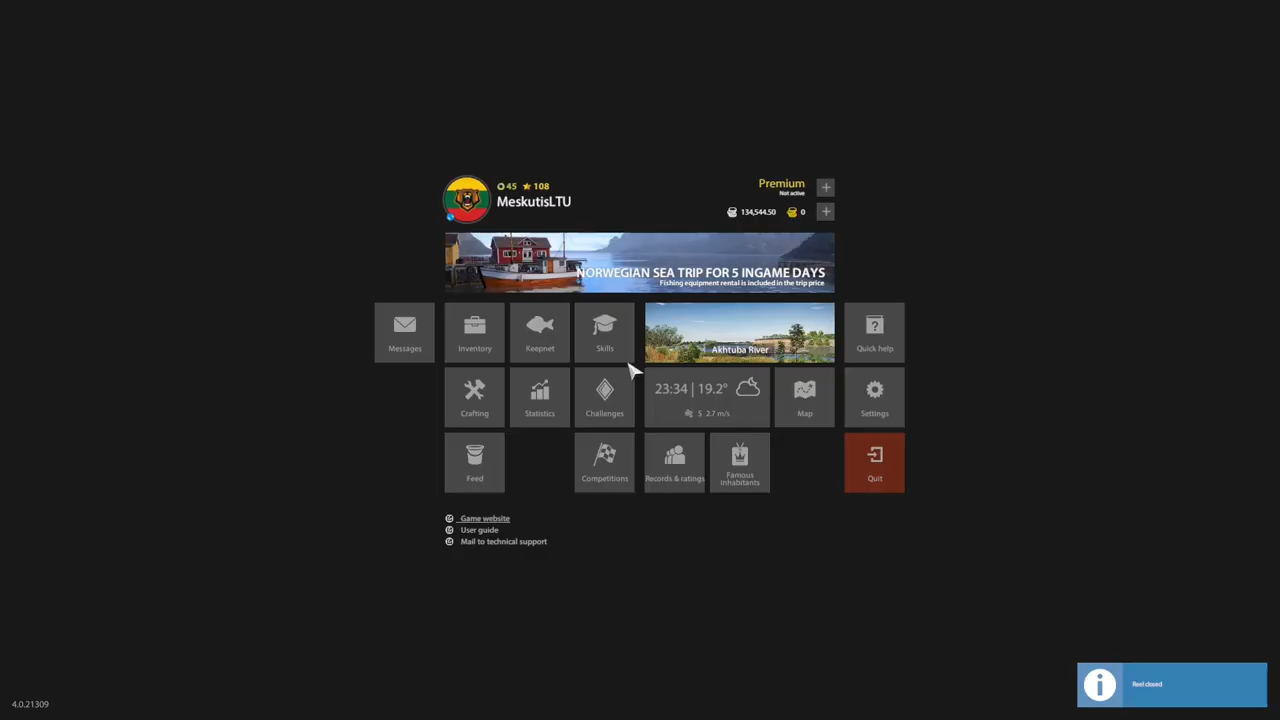 45 108
MeskutisLTU
Premium
Not active
134,544.50 0
NORWEGIAN SEA TRIP FOR 5 INGAME DAYS
Fishing equipment rental is included in the trip price
Messages
Inventory
Keepnet
Skills
Akhtuba River
Quick help
Crafting
Statistics
Challenges
23:34 | 19.2°
S 2.7 m/s
Map
Settings
Feed
Competitions
Records & ratings
Famous
inhabitants
Quit
Game website
User guide
Mail to technical support
Reel closed
4.0.21309